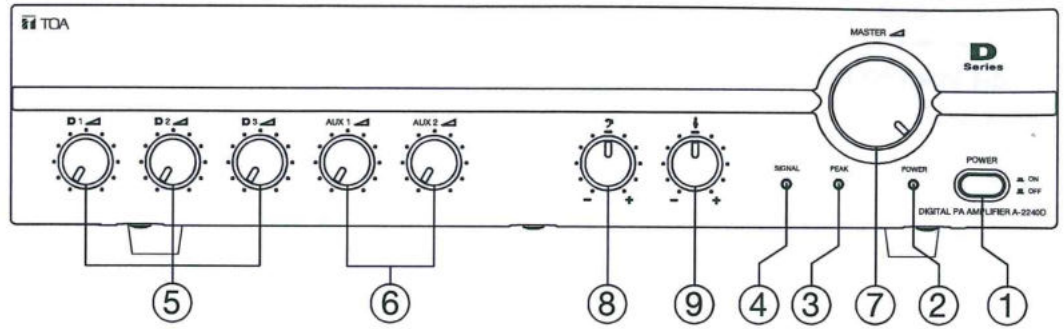 TOA
MASTER
D
Series
D 1
D 2
D 3
AUX 1
AUX 2
- +
- +
SIGNAL
PEAK
POWER
POWER
ON
OFF
DIGITAL PA AMPLIFIER A-2240D
5
6
8
9
4
3
7
2
1